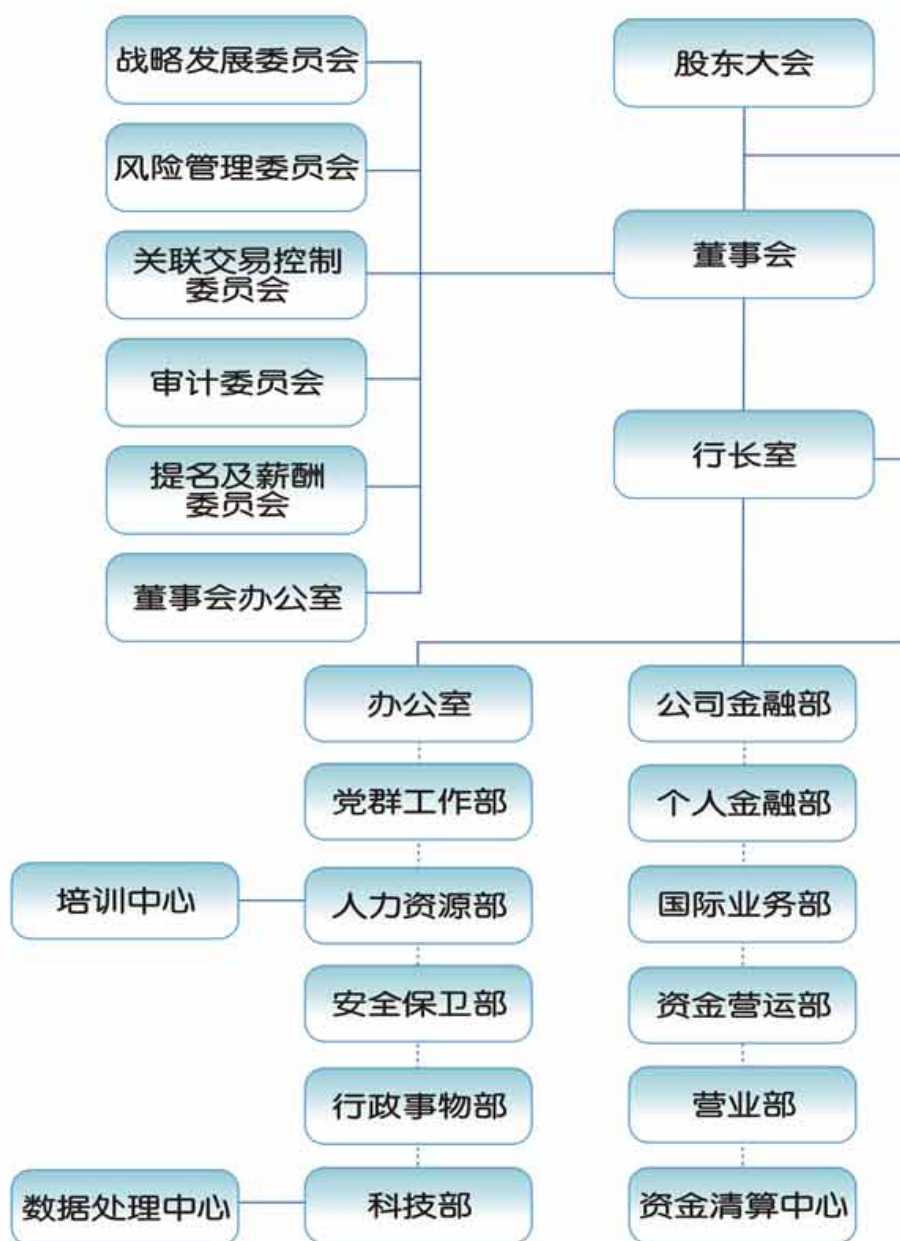 战略发展委员会
股东大会
风险管理委员会
董事会
关联交易控制
委员会
审计委员会
行长室
提名及薪酬
委员会
董事会办公室
办公室
公司金融部
党群工作部
个人金融部
培训中心
人力资源部
国际业务部
安全保卫部
资金营运部
行政事物部
营业部
数据处理中心
科技部
资金清算中心